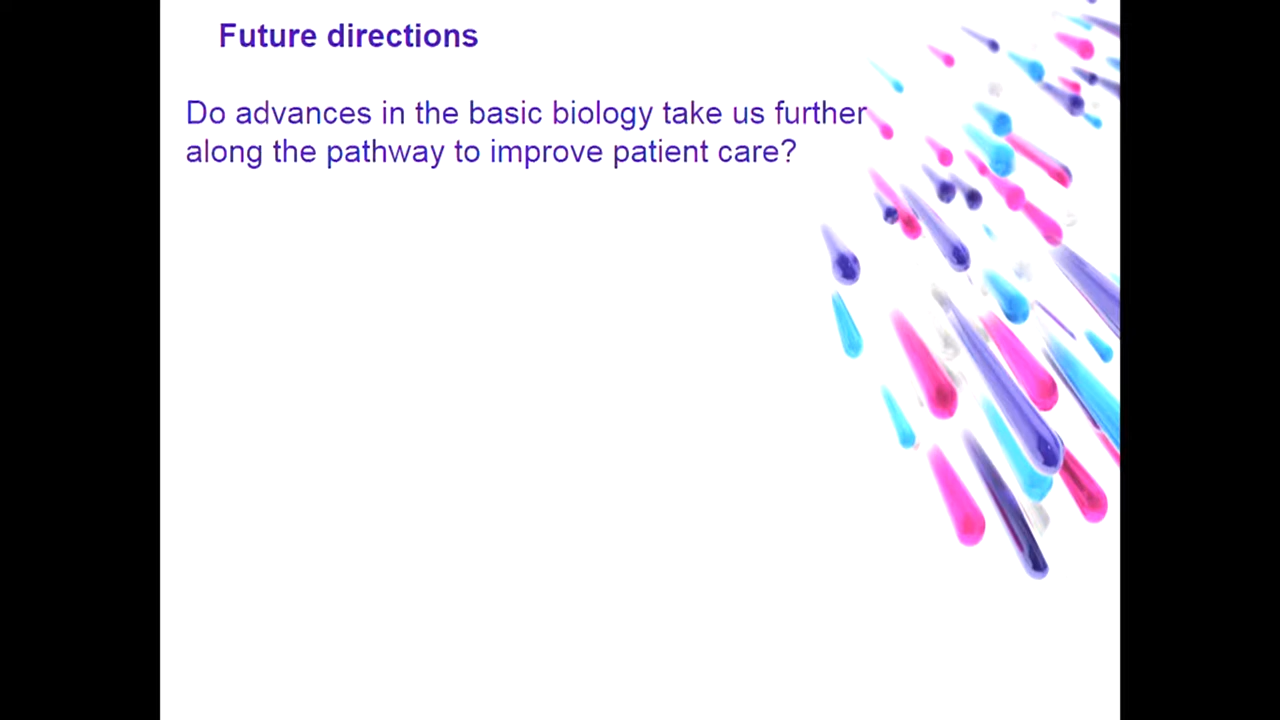 Future directions
Do advances in the basic biology take us further
along the pathway to improve patient care?